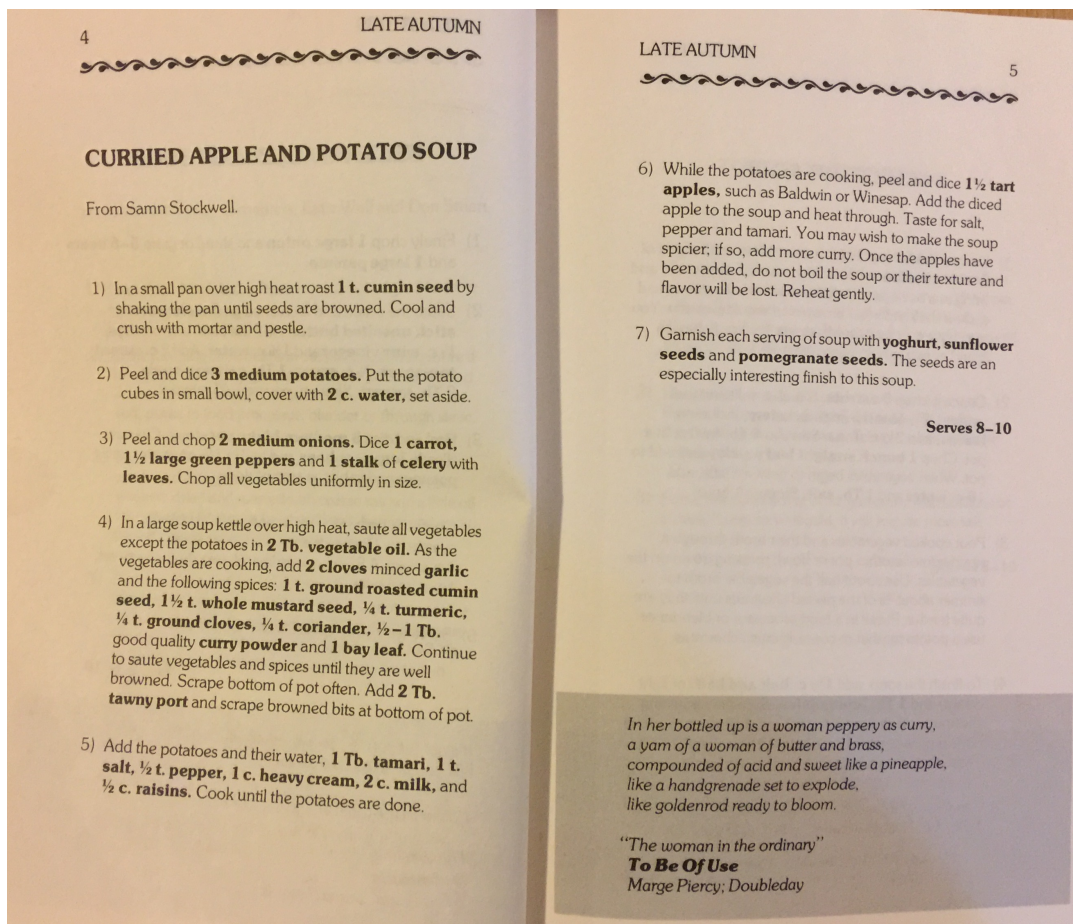 4
LATE AUTUMN
CURRIED APPLE AND POTATO SOUP
From Samn Stockwell.
1) In a small pan over high heat roast 1 t. cumin seed by
shaking the pan until seeds are browned. Cool and
crush with mortar and pestle.
2) Peel and dice 3 medium potatoes. Put the potato
cubes in small bowl, cover with 2 c. water, set aside.
3) Peel and chop 2 medium onions. Dice 1 carrot,
1½ large green peppers and 1 stalk of celery with
leaves. Chop all vegetables uniformly in size.
4) In a large soup kettle over high heat, saute all vegetables
except the potatoes in 2 Tb. vegetable oil. As the
vegetables are cooking, add 2 cloves minced garlic
and the following spices: 1 t. ground roasted cumin
seed, 1½ t. whole mustard seed, ¼ t. turmeric,
¼ t. ground cloves, ¼ t. coriander, ½–1 Tb.
good quality curry powder and 1 bay leaf. Continue
to saute vegetables and spices until they are well
browned. Scrape bottom of pot often. Add 2 Tb.
tawny port and scrape browned bits at bottom of pot.
5) Add the potatoes and their water, 1 Tb. tamari, 1 t.
salt, ½ t. pepper, 1 c. heavy cream, 2 c. milk, and
½ c. raisins. Cook until the potatoes are done.
LATE AUTUMN
5
6) While the potatoes are cooking, peel and dice 1½ tart
apples, such as Baldwin or Winesap. Add the diced
apple to the soup and heat through. Taste for salt,
pepper and tamari. You may wish to make the soup
spicier; if so, add more curry. Once the apples have
been added, do not boil the soup or their texture and
flavor will be lost. Reheat gently.
7) Garnish each serving of soup with yoghurt, sunflower
seeds and pomegranate seeds. The seeds are an
especially interesting finish to this soup.
Serves 8–10
In her bottled up is a woman peppery as curry,
a yam of a woman of butter and brass,
compounded of acid and sweet like a pineapple,
like a handgrenade set to explode,
like goldenrod ready to bloom.
"The woman in the ordinary"
To Be Of Use
Marge Piercy; Doubleday